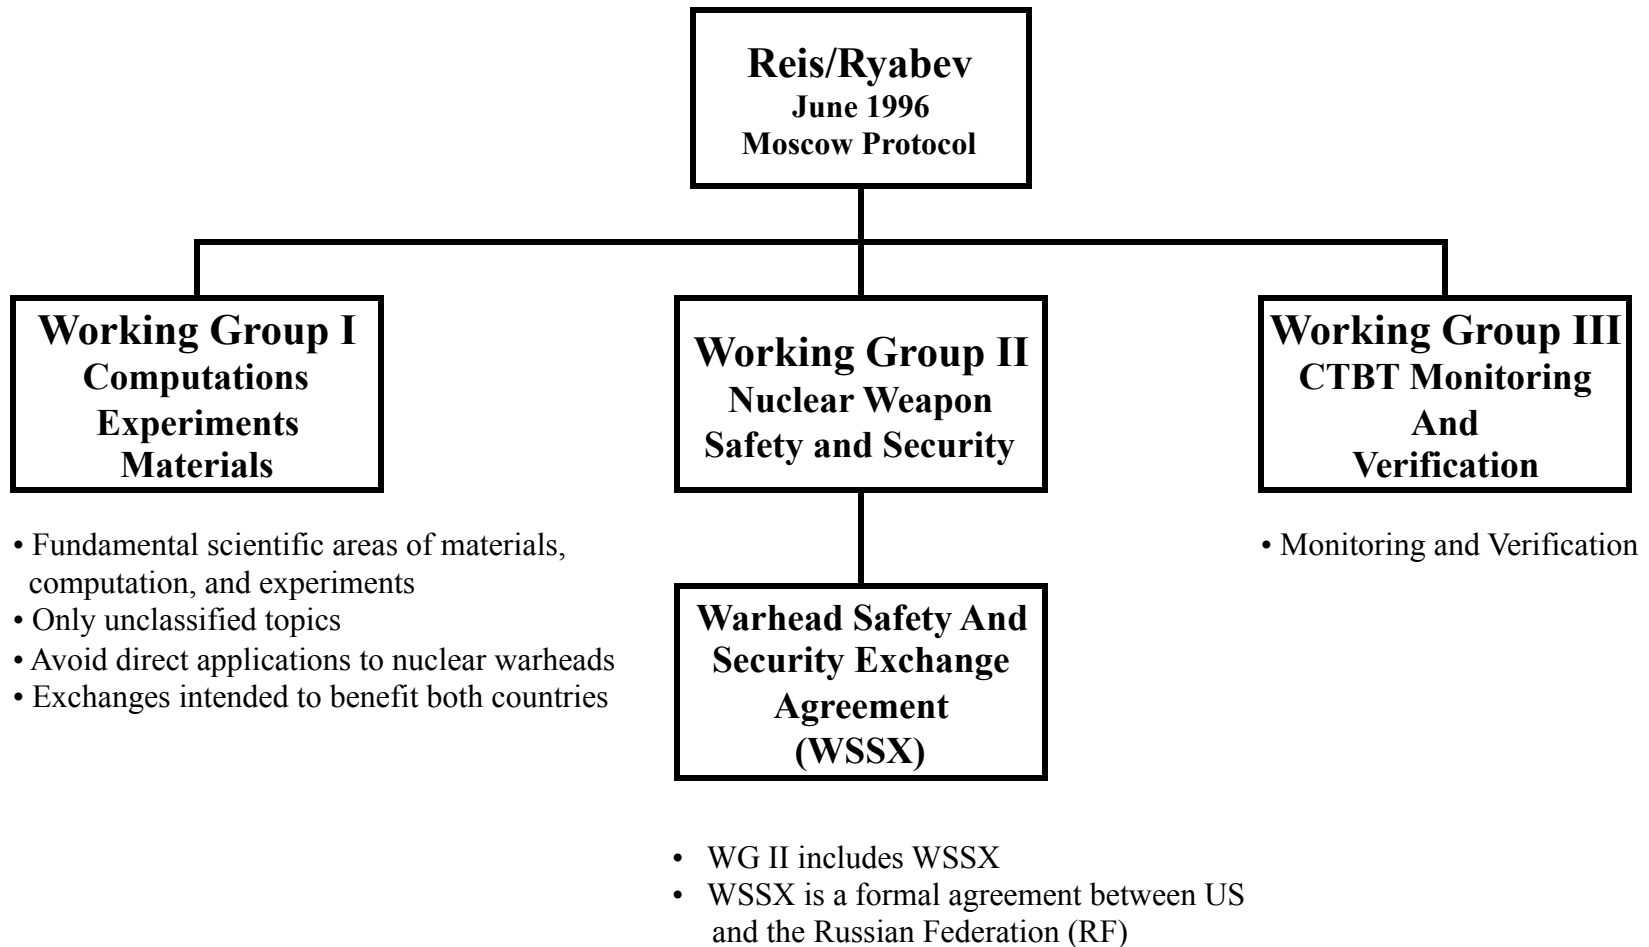 Reis/Ryabev
June 1996
Moscow Protocol
Working Group I
Computations
Experiments
Materials
• Fundamental scientific areas of materials,
computation, and experiments
• Only unclassified topics
• Avoid direct applications to nuclear warheads
• Exchanges intended to benefit both countries
Working Group II
Nuclear Weapon
Safety and Security
Warhead Safety And
Security Exchange
Agreement
(WSSX)
• WG II includes WSSX
• WSSX is a formal agreement between US
and the Russian Federation (RF)
Working Group III
CTBT Monitoring
And
Verification
• Monitoring and Verification